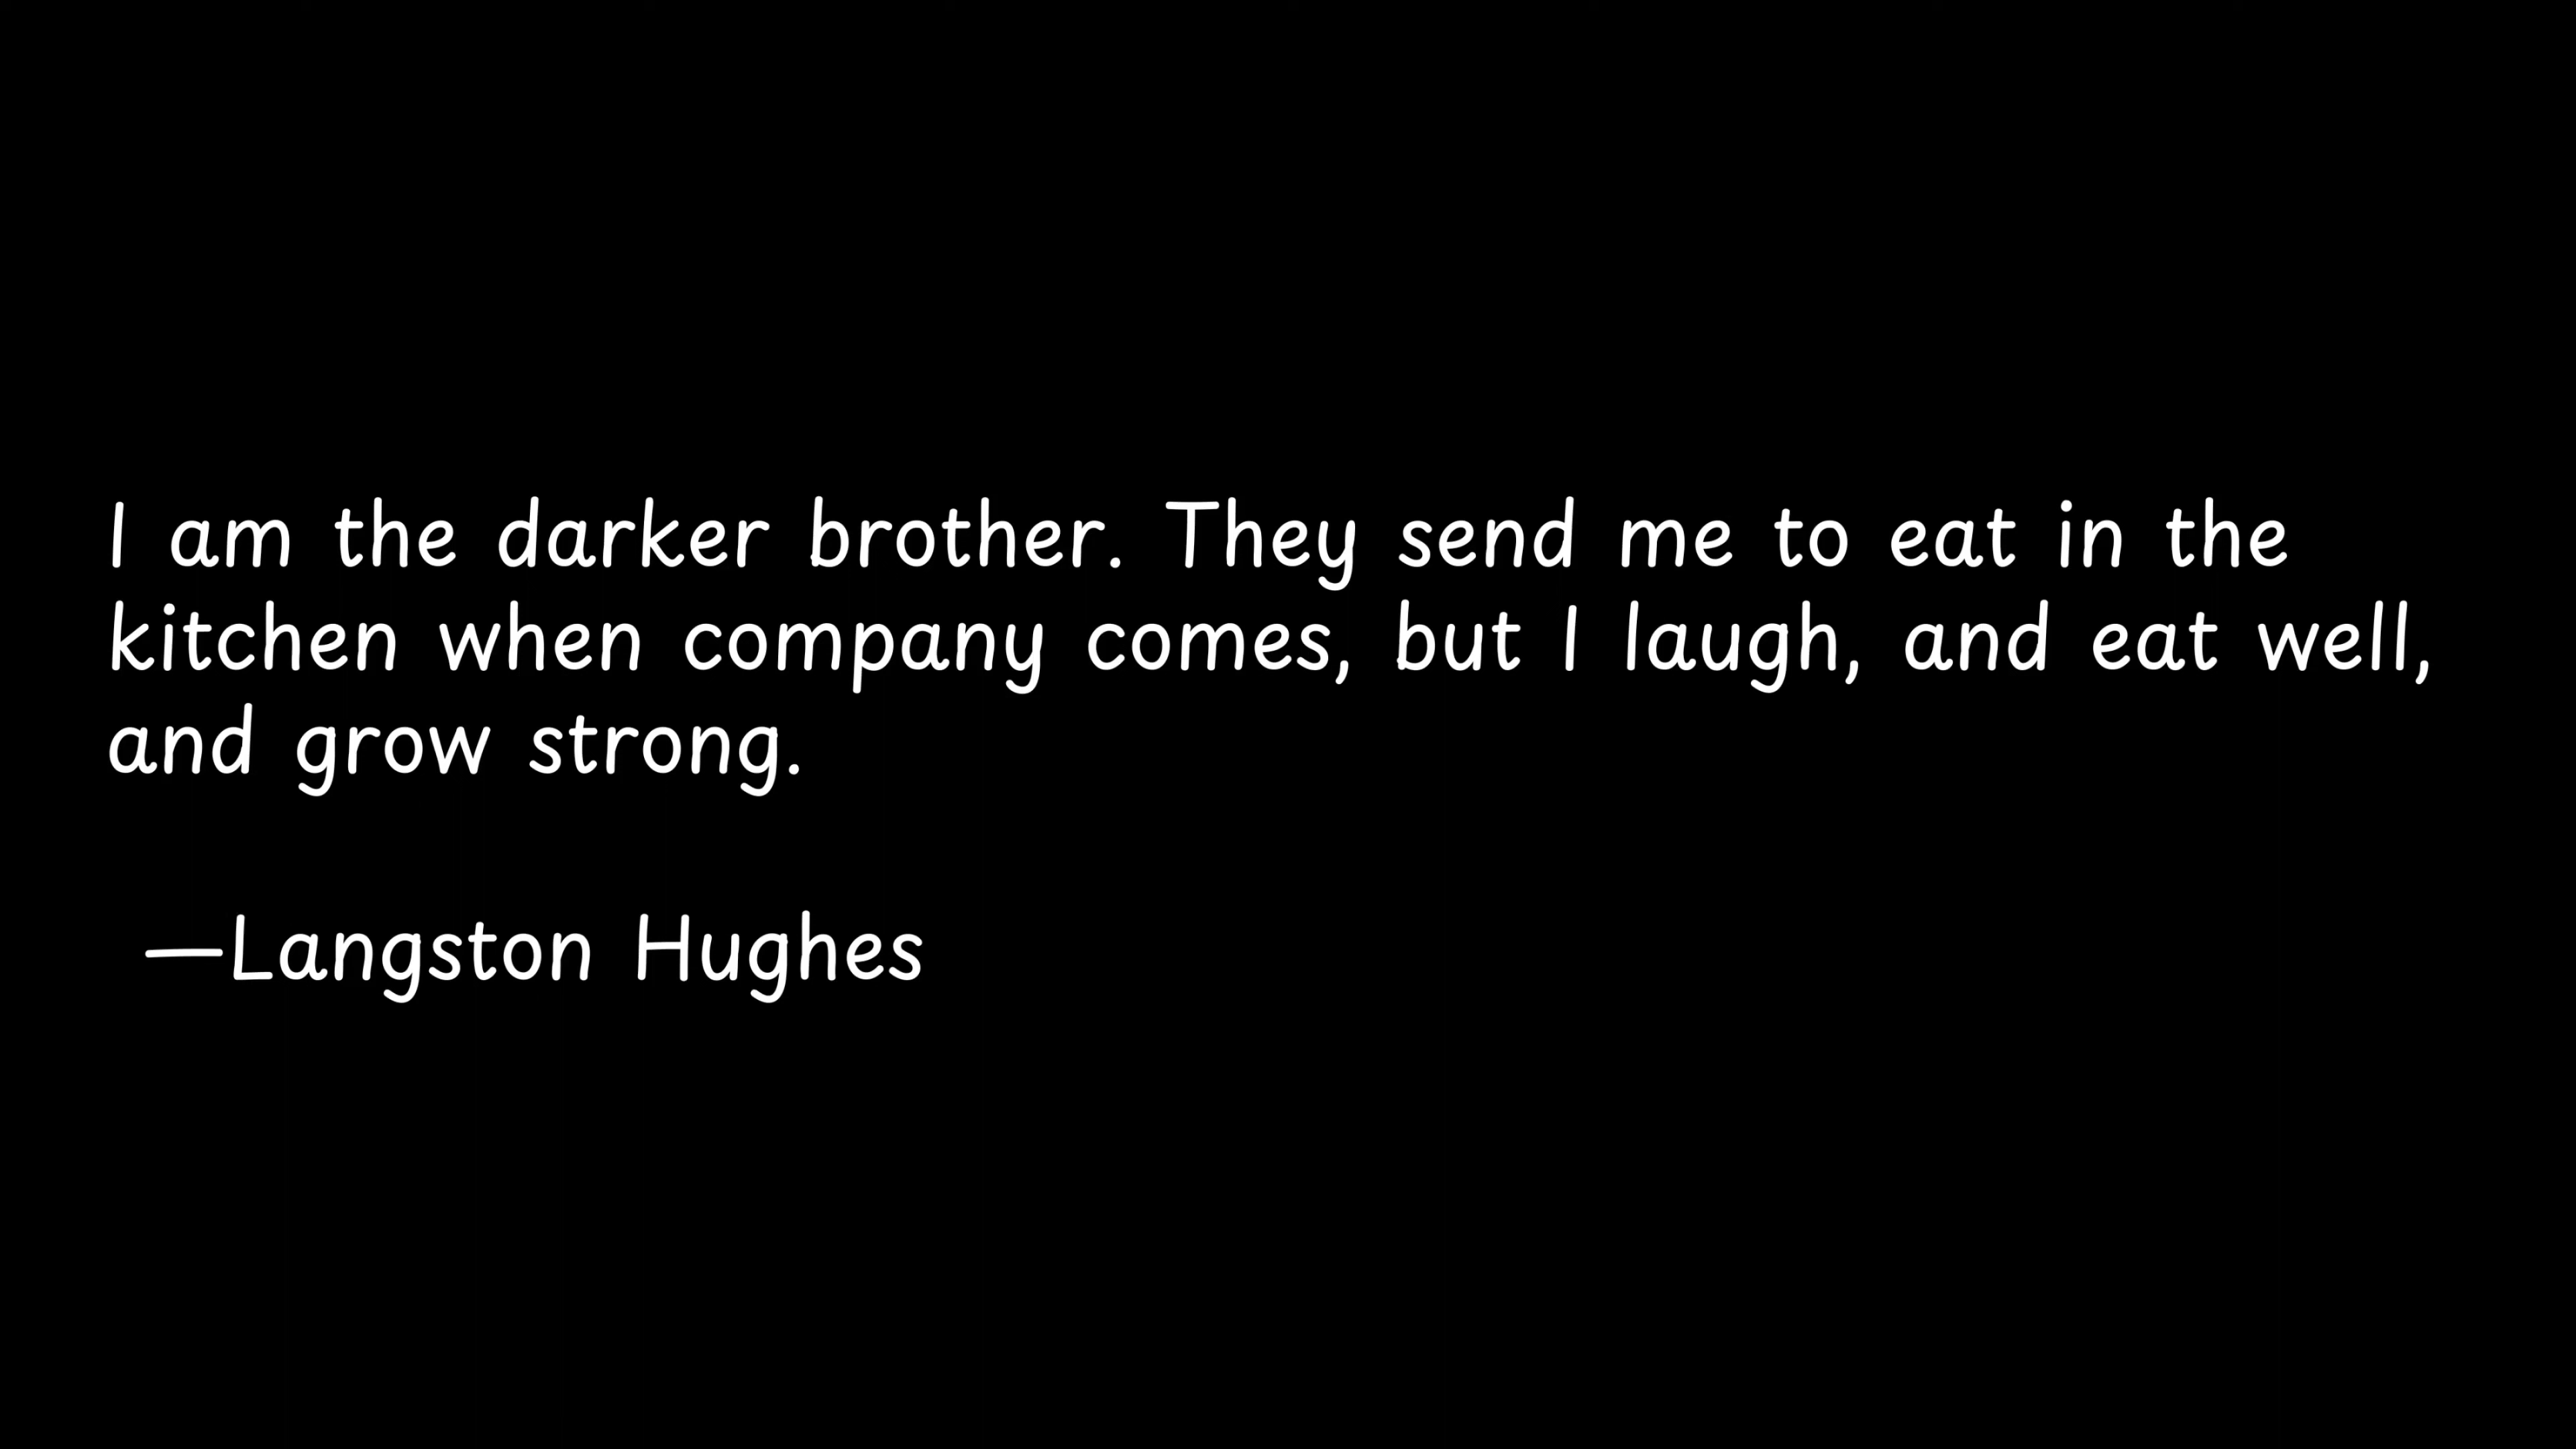 I am the darker brother. They send me to eat in the
kitchen when company comes, but I laugh, and eat well,
and grow strong.
—Langston Hughes